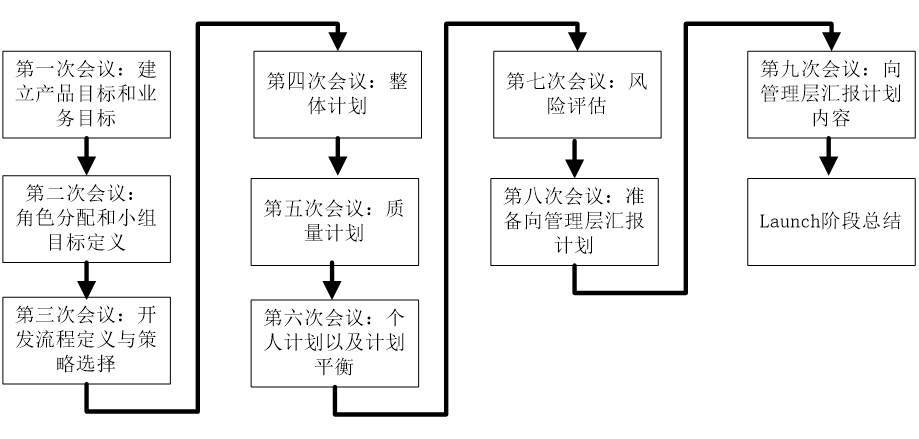 第一次会议：建
立产品目标和业
务目标
第二次会议：
角色分配和小组
目标定义
第三次会议：开
发流程定义与策
略选择
第四次会议：整
体计划
第五次会议：质
量计划
第六次会议：个
人计划以及计划
平衡
第七次会议：风
险评估
第八次会议：准
备向管理层汇报
计划
第九次会议：向
管理层汇报计划
内容
Launch阶段总结